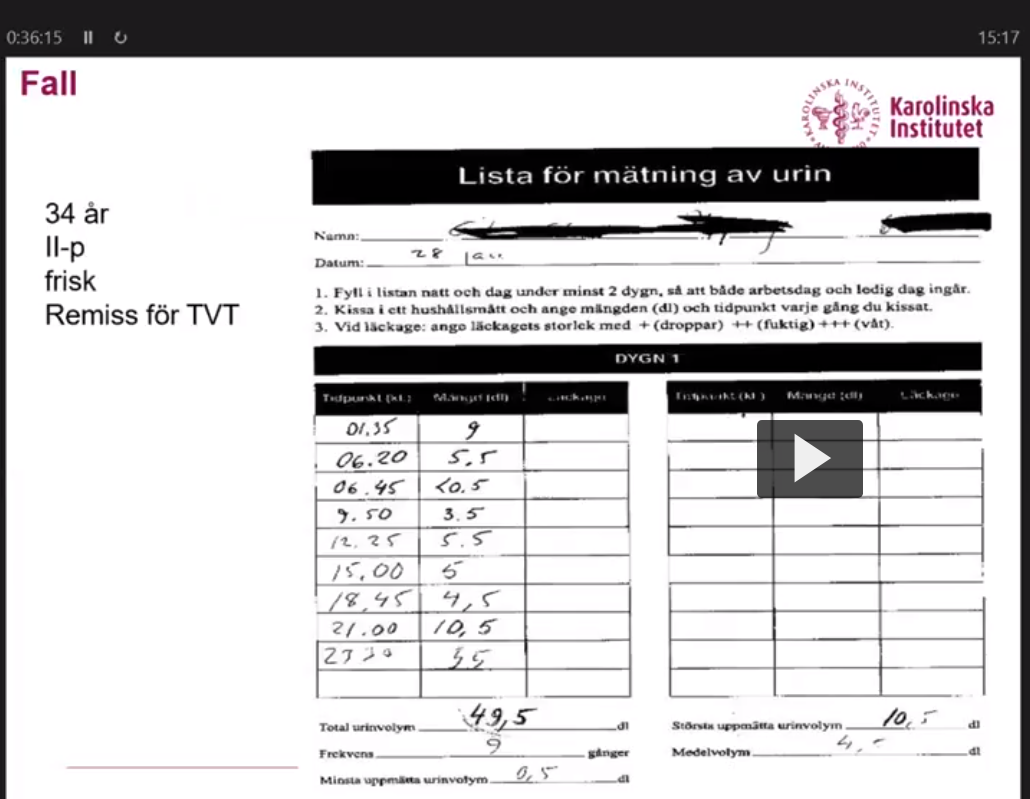 0:36:15
15:17
Fall
KAROLINSKA INSTITUTET
Karolinska
Institutet
34 år
II-p
frisk
Remiss för TVT
Lista för mätning av urin
Namn:
Datum: 28 jan
1. Fyll i listan natt och dag under minst 2 dygn, så att både arbetsdag och ledig dag ingår.
2. Kissa i ett hushållsmått och ange mängden (dl) och tidpunkt varje gång du kissat.
3. Vid läckage: ange läckagets storlek med + (droppar) ++ (fuktig) +++ (våt).
DYGN 1
Tidpunkt (kl.) Mängd (dl) Läckage Tidpunkt (kl.) Mängd (dl) Läckage
01.35 9
06.20 5.5
06.45 <0.5
9.50 3.5
12.25 5.5
15.00 5
18.45 4,5
21.00 10,5
2330 55
Total urinvolym 49,5 dl Största uppmätta urinvolym 10,5 dl
Frekvens 9 gånger Medelvolym dl
Minsta uppmätta urinvolym 0,5 dl